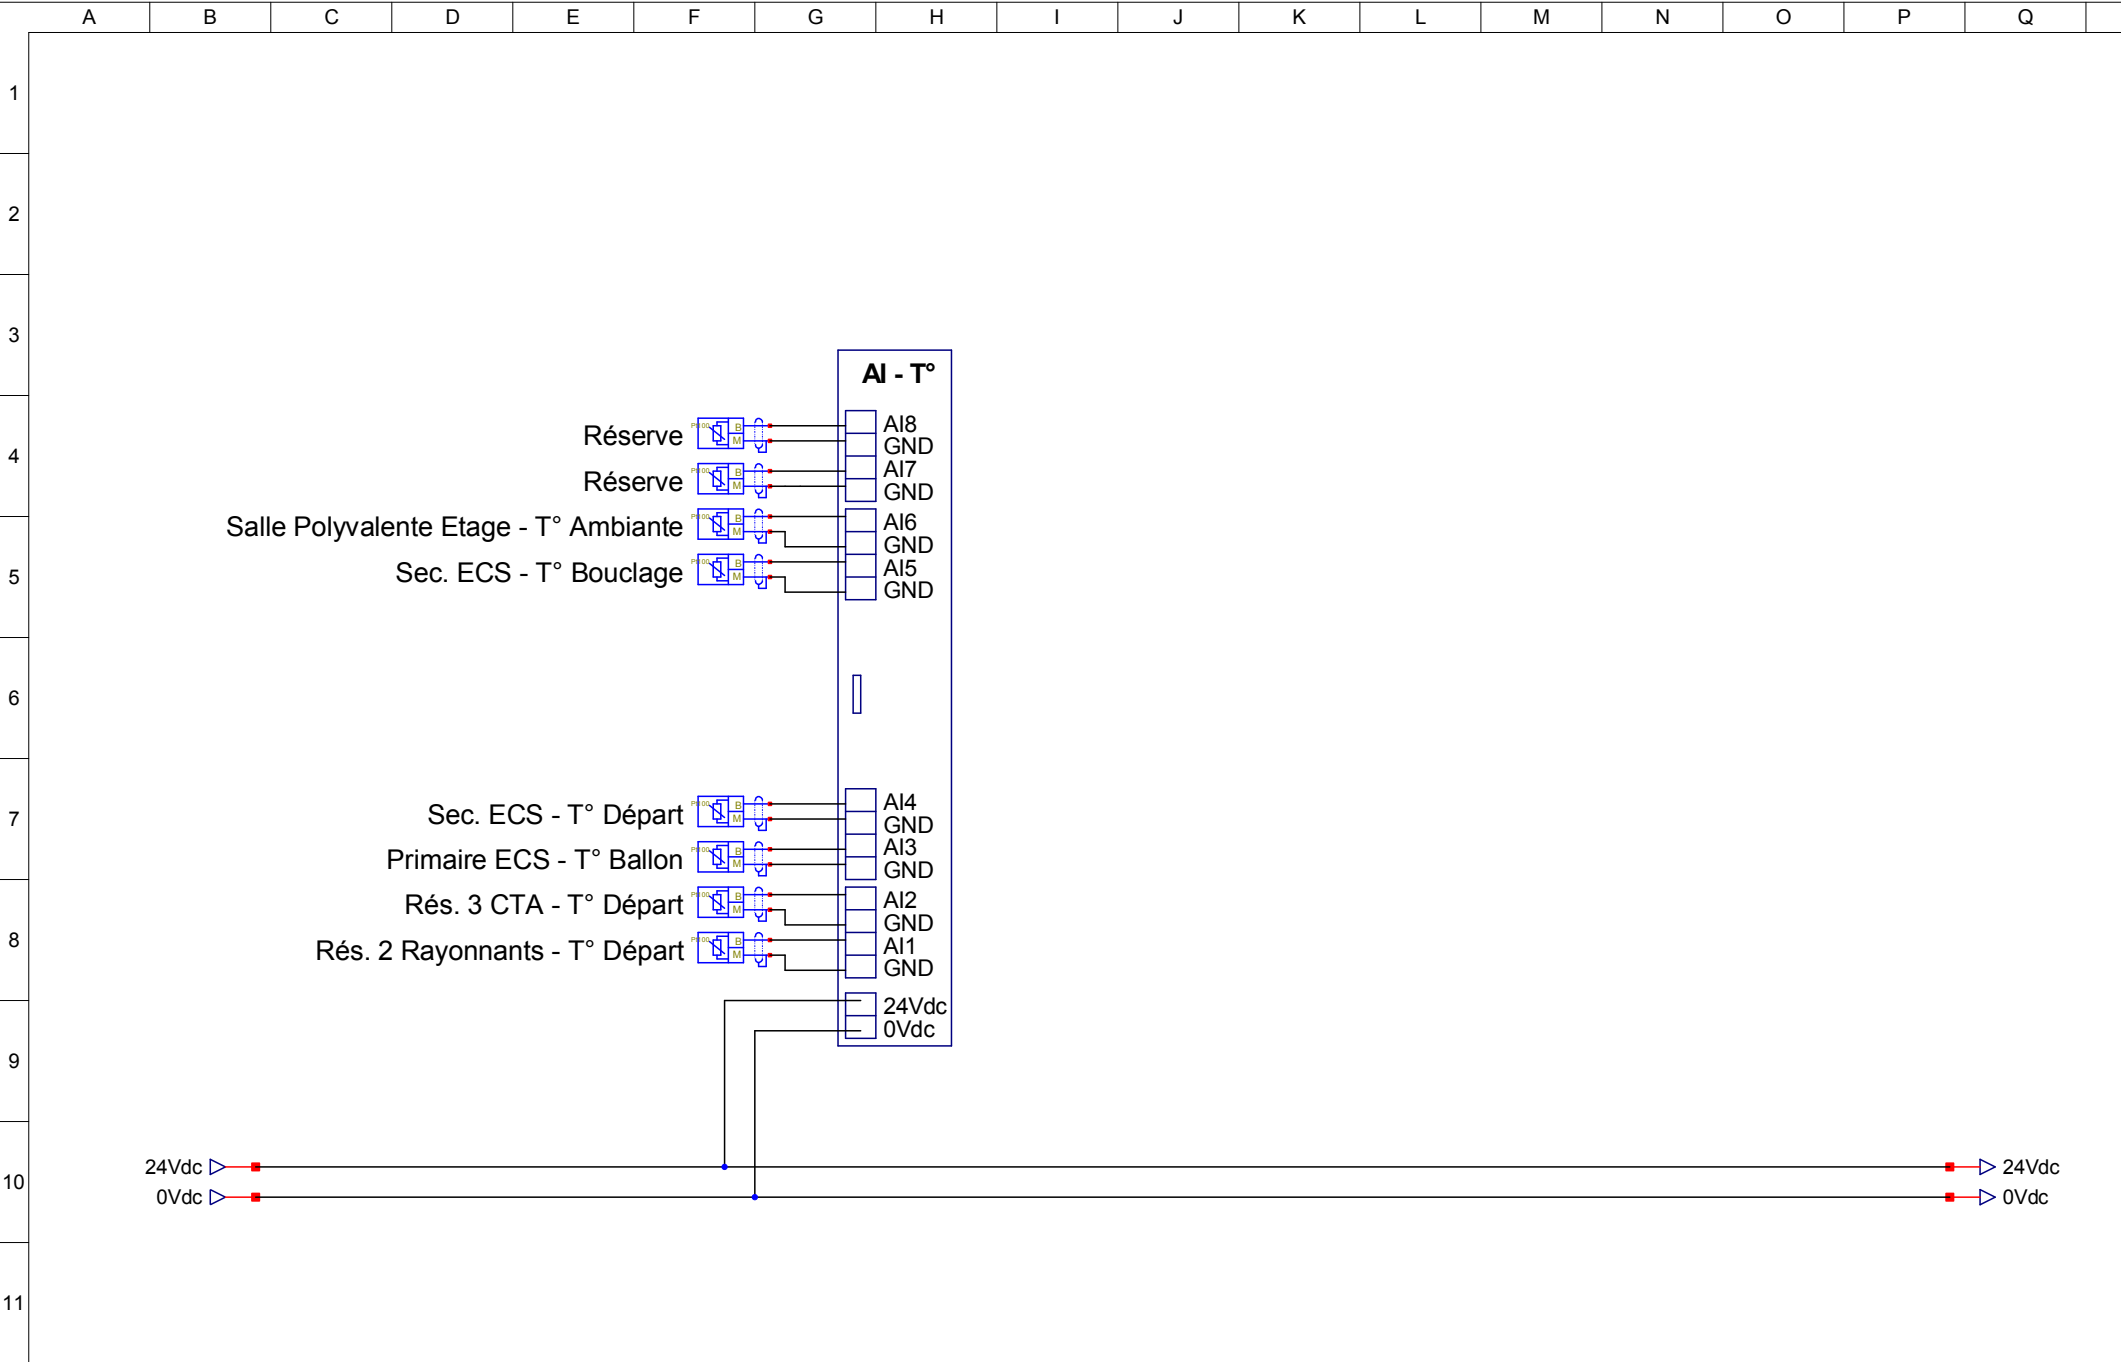 A B C D E F G H I J K L M N O P Q
1
2
3
AI - T°
4
Réserve B M AI8 GND
Réserve B M AI7 GND
Salle Polyvalente Etage - T° Ambiante B M AI6 GND
5
Sec. ECS - T° Bouclage B M AI5 GND
6
7
Sec. ECS - T° Départ B M AI4 GND
Primaire ECS - T° Ballon B M AI3 GND
8
Rés. 3 CTA - T° Départ B M AI2 GND
Rés. 2 Rayonnants - T° Départ B M AI1 GND
24Vdc
0Vdc
9
10
24Vdc 24Vdc
0Vdc 0Vdc
11